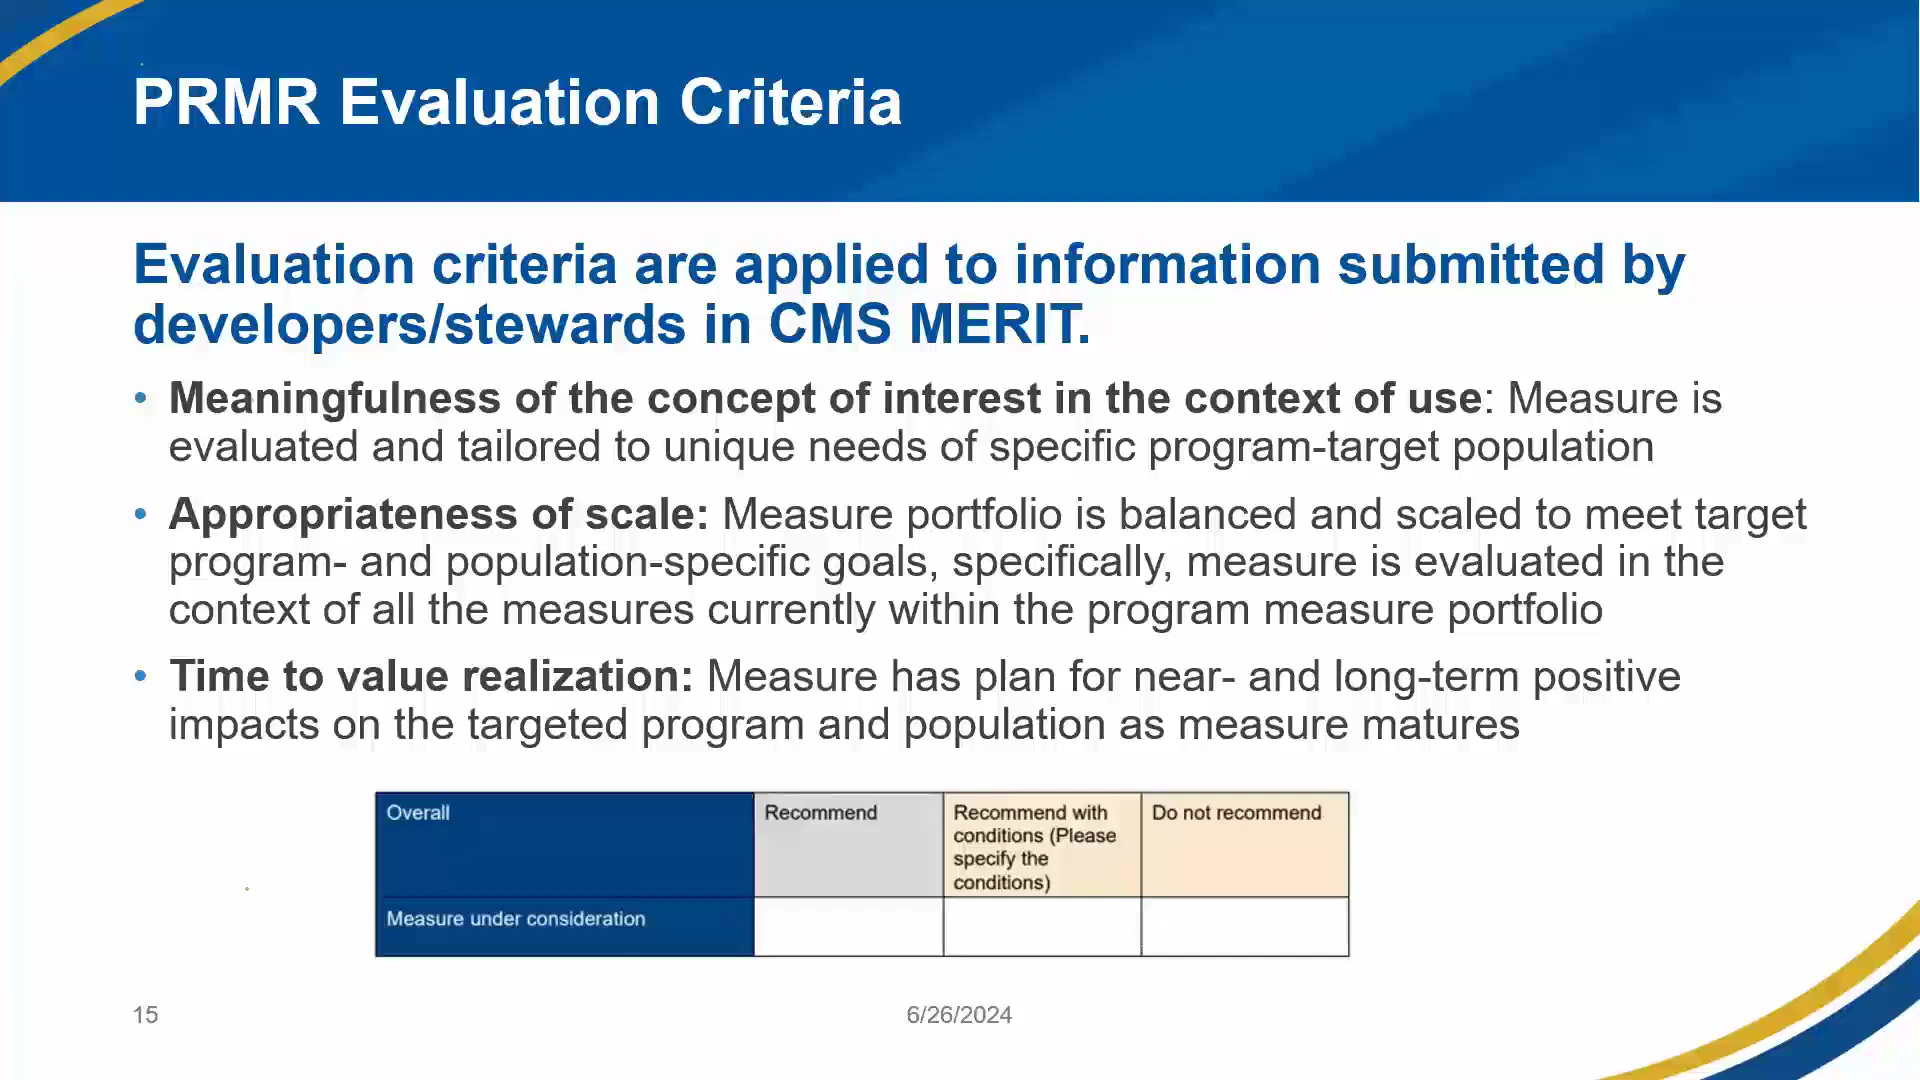 PRMR Evaluation Criteria
Evaluation criteria are applied to information submitted by
developers/stewards in CMS MERIT.
• Meaningfulness of the concept of interest in the context of use: Measure is
evaluated and tailored to unique needs of specific program-target population
• Appropriateness of scale: Measure portfolio is balanced and scaled to meet target
program- and population-specific goals, specifically, measure is evaluated in the
context of all the measures currently within the program measure portfolio
• Time to value realization: Measure has plan for near- and long-term positive
impacts on the targeted program and population as measure matures
Overall
Recommend
Recommend with
conditions (Please
specify the
conditions)
Do not recommend
Measure under consideration
15
6/26/2024